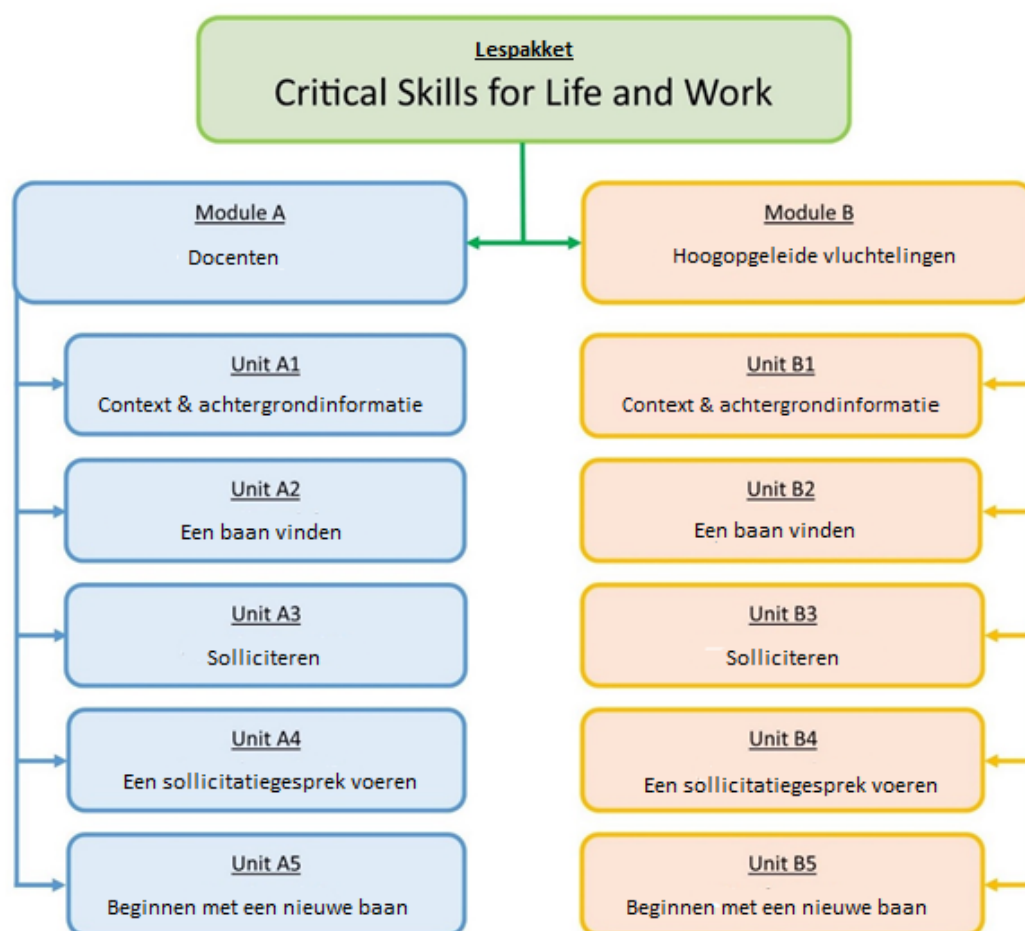 Lespakket
Critical Skills for Life and Work
Module A
Docenten
Module B
Hoogopgeleide vluchtelingen
Unit A1
Context & achtergrondinformatie
Unit A2
Een baan vinden
Unit A3
Solliciteren
Unit A4
Een sollicitatiegesprek voeren
Unit A5
Beginnen met een nieuwe baan
Unit B1
Context & achtergrondinformatie
Unit B2
Een baan vinden
Unit B3
Solliciteren
Unit B4
Een sollicitatiegesprek voeren
Unit B5
Beginnen met een nieuwe baan